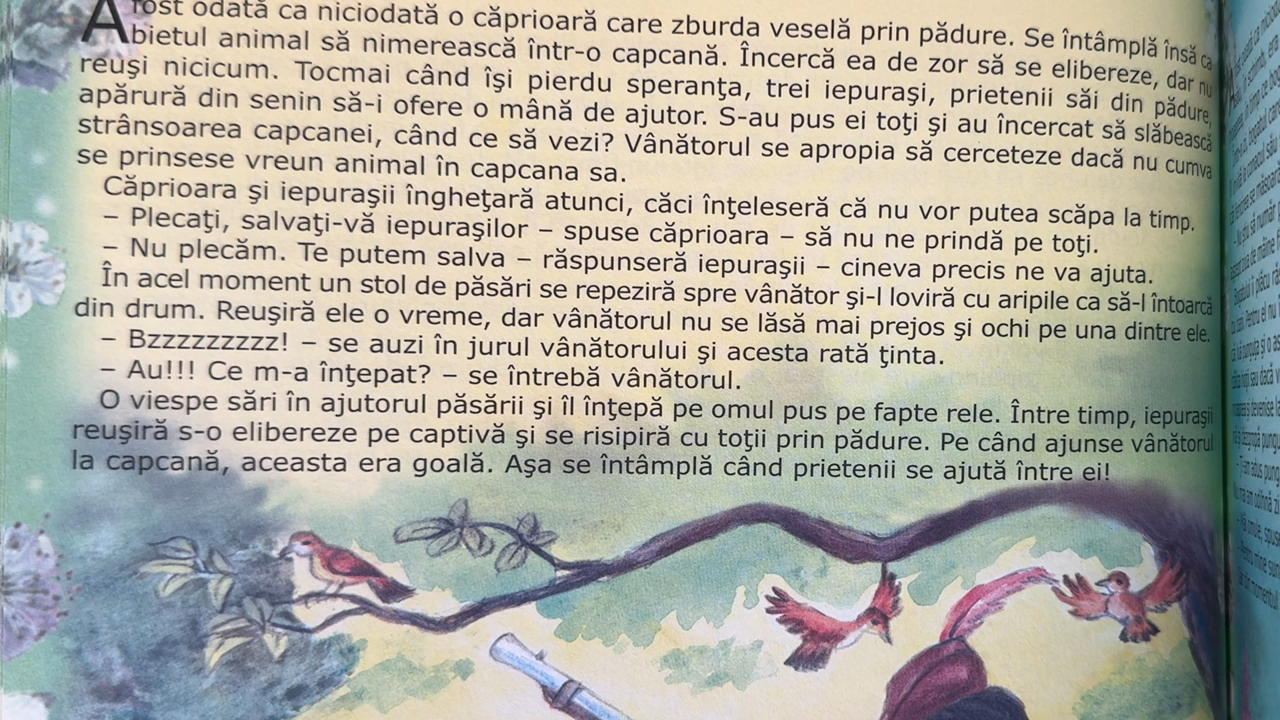 A fost odată ca niciodată o căprioară care zburda veselă prin pădure. Se întâmplă însă ca
bietul animal să nimerească într-o capcană. Încercă ea de zor să se elibereze, dar nu
reuşi nicicum. Tocmai când îşi pierdu speranţa, trei iepuraşi, prietenii săi din pădure,
apărură din senin să-i ofere o mână de ajutor. S-au pus ei toţi şi au încercat să slăbească
strânsoarea capcanei, când ce să vezi? Vânătorul se apropia să cerceteze dacă nu cumva
se prinsese vreun animal în capcana sa.
Căprioara şi iepuraşii îngheţară atunci, căci înţeleseră că nu vor putea scăpa la timp.
– Plecaţi, salvaţi-vă iepuraşilor – spuse căprioara – să nu ne prindă pe toţi.
– Nu plecăm. Te putem salva – răspunseră iepuraşii – cineva precis ne va ajuta.
În acel moment un stol de păsări se repeziră spre vânător şi-l loviră cu aripile ca să-l întoarcă
din drum. Reuşiră ele o vreme, dar vânătorul nu se lăsă mai prejos şi ochi pe una dintre ele.
– Bzzzzzzzzz! – se auzi în jurul vânătorului şi acesta rată ţinta.
– Au!!! Ce m-a înţepat? – se întrebă vânătorul.
O viespe sări în ajutorul păsării şi îl înţepă pe omul pus pe fapte rele. Între timp, iepuraşii
reuşiră s-o elibereze pe captivă şi se risipiră cu toţii prin pădure. Pe când ajunse vânătorul
la capcană, aceasta era goală. Aşa se întâmplă când prietenii se ajută între ei!